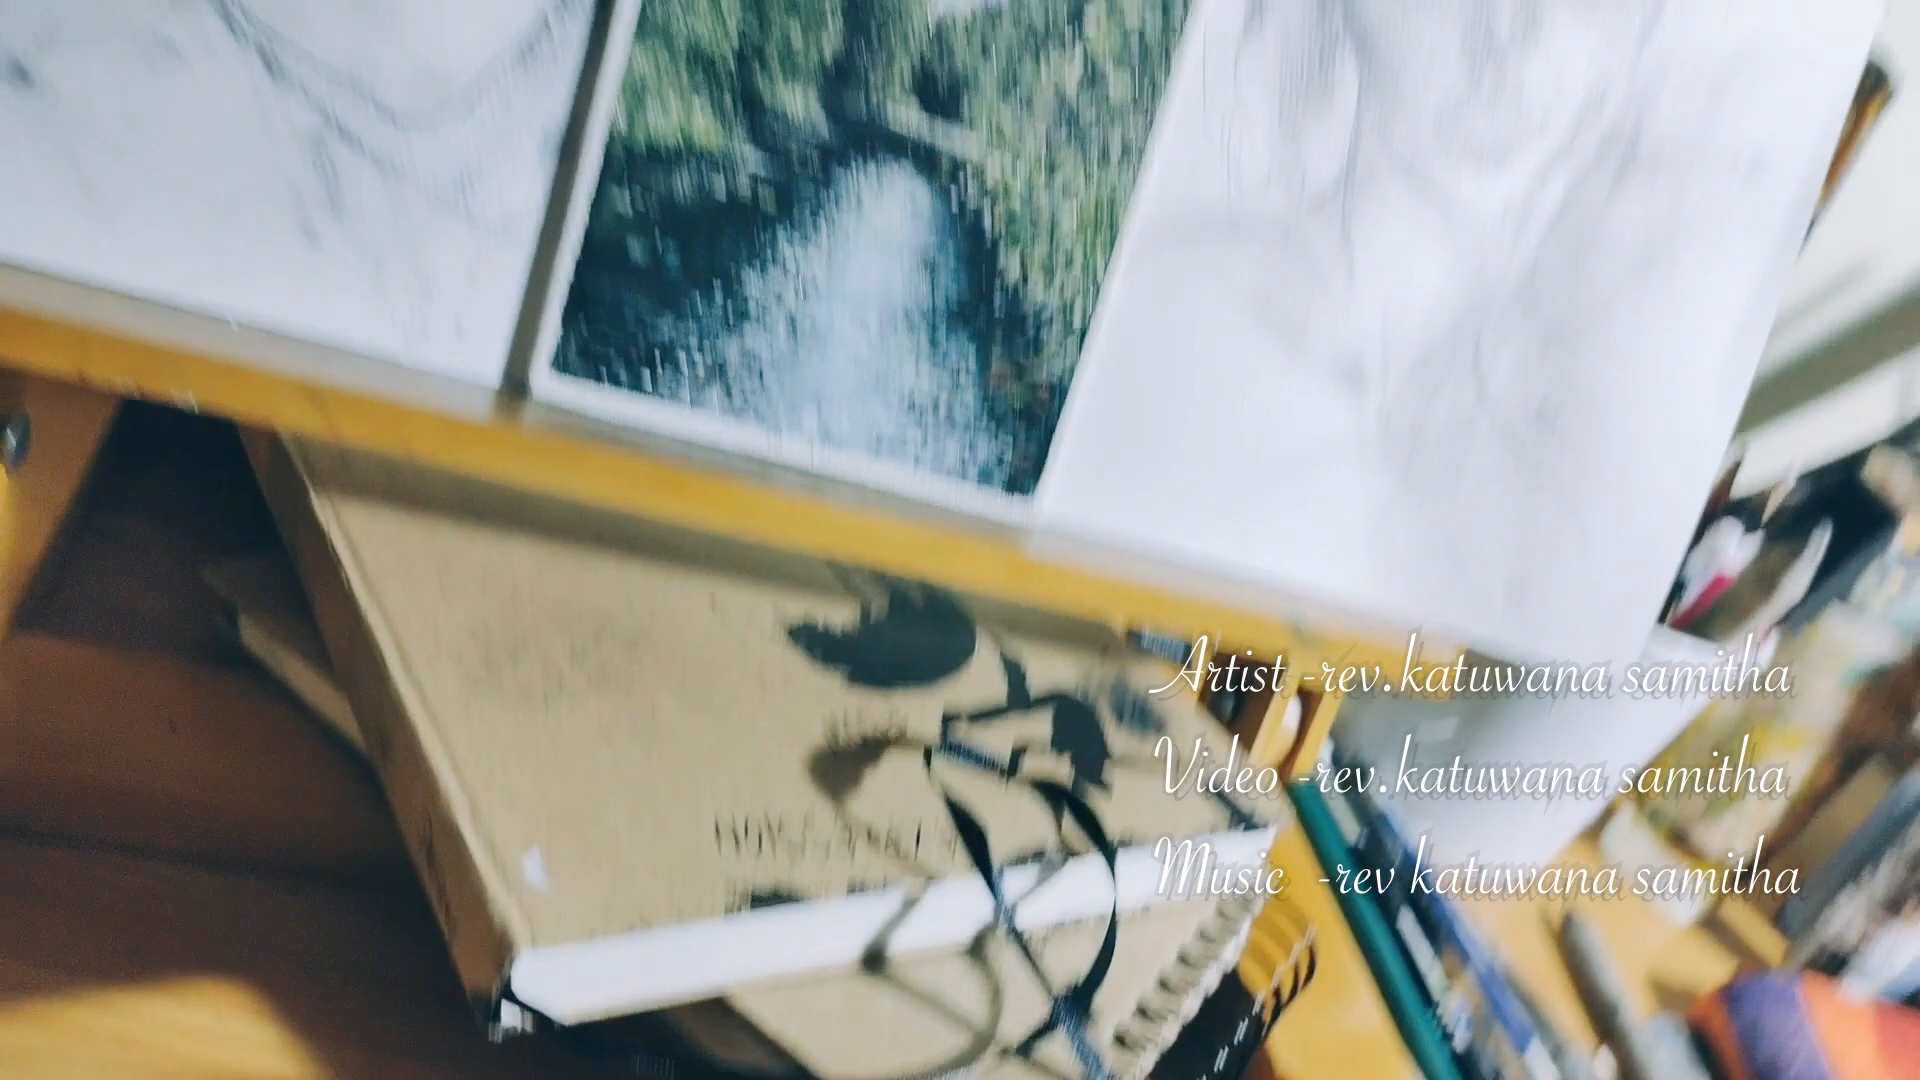 Artist -rev.katuwana samitha
Video -rev.katuwana samitha
Music -rev katuwana samitha